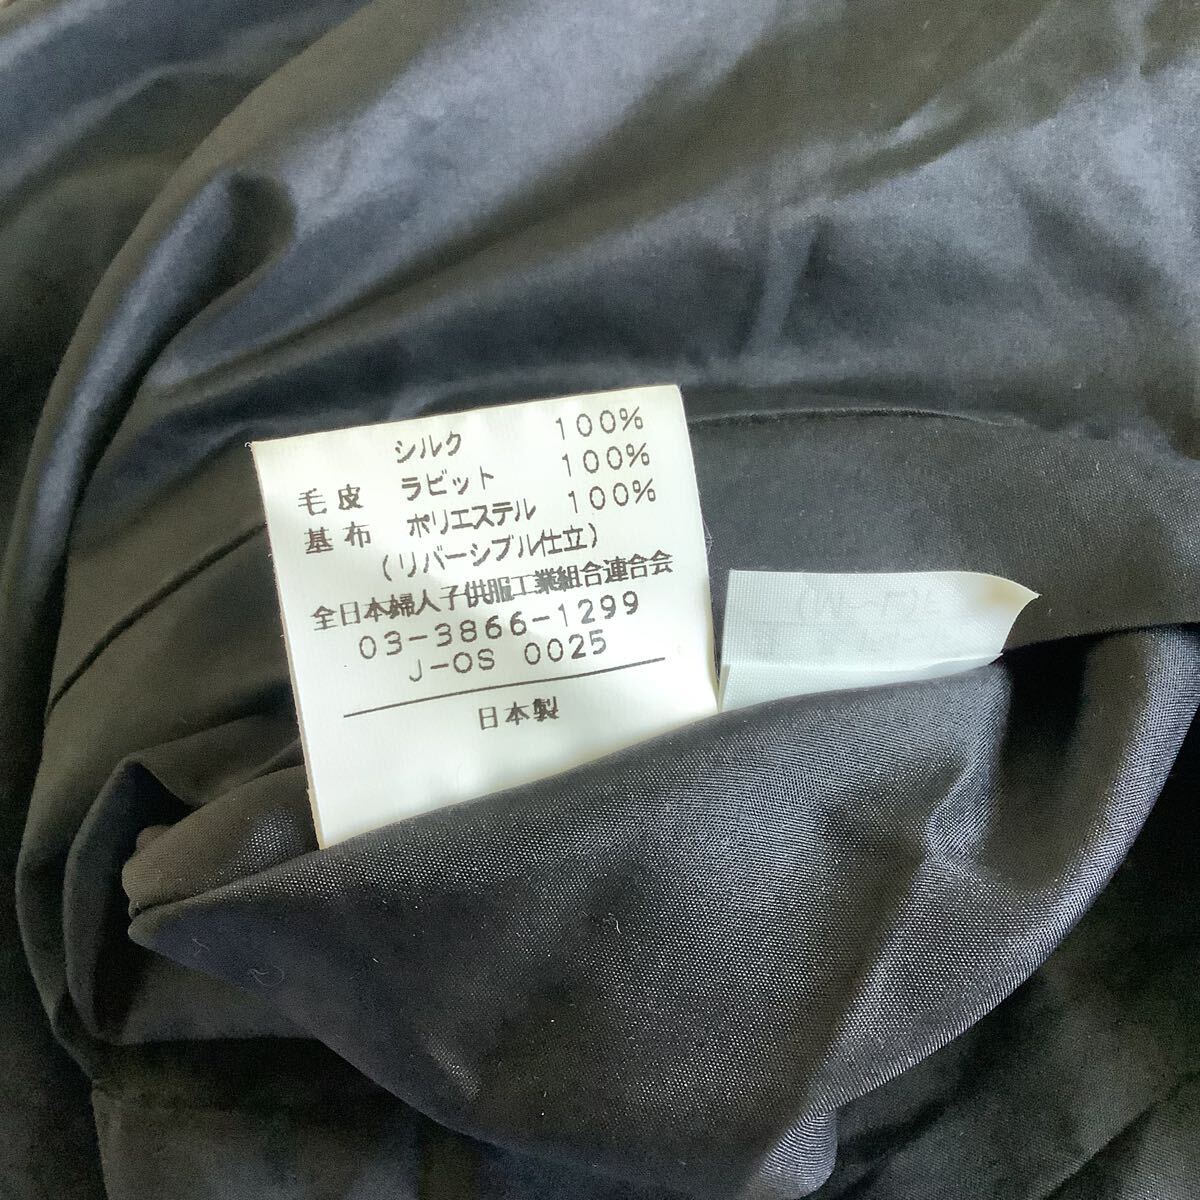 シルク 100%
毛皮 ラビット 100%
基布 ポリエステル 100%
(リバーシブル仕立)
全日本婦人子供服工業組合連合会
03-3866-1299
J-OS 0025
日本製